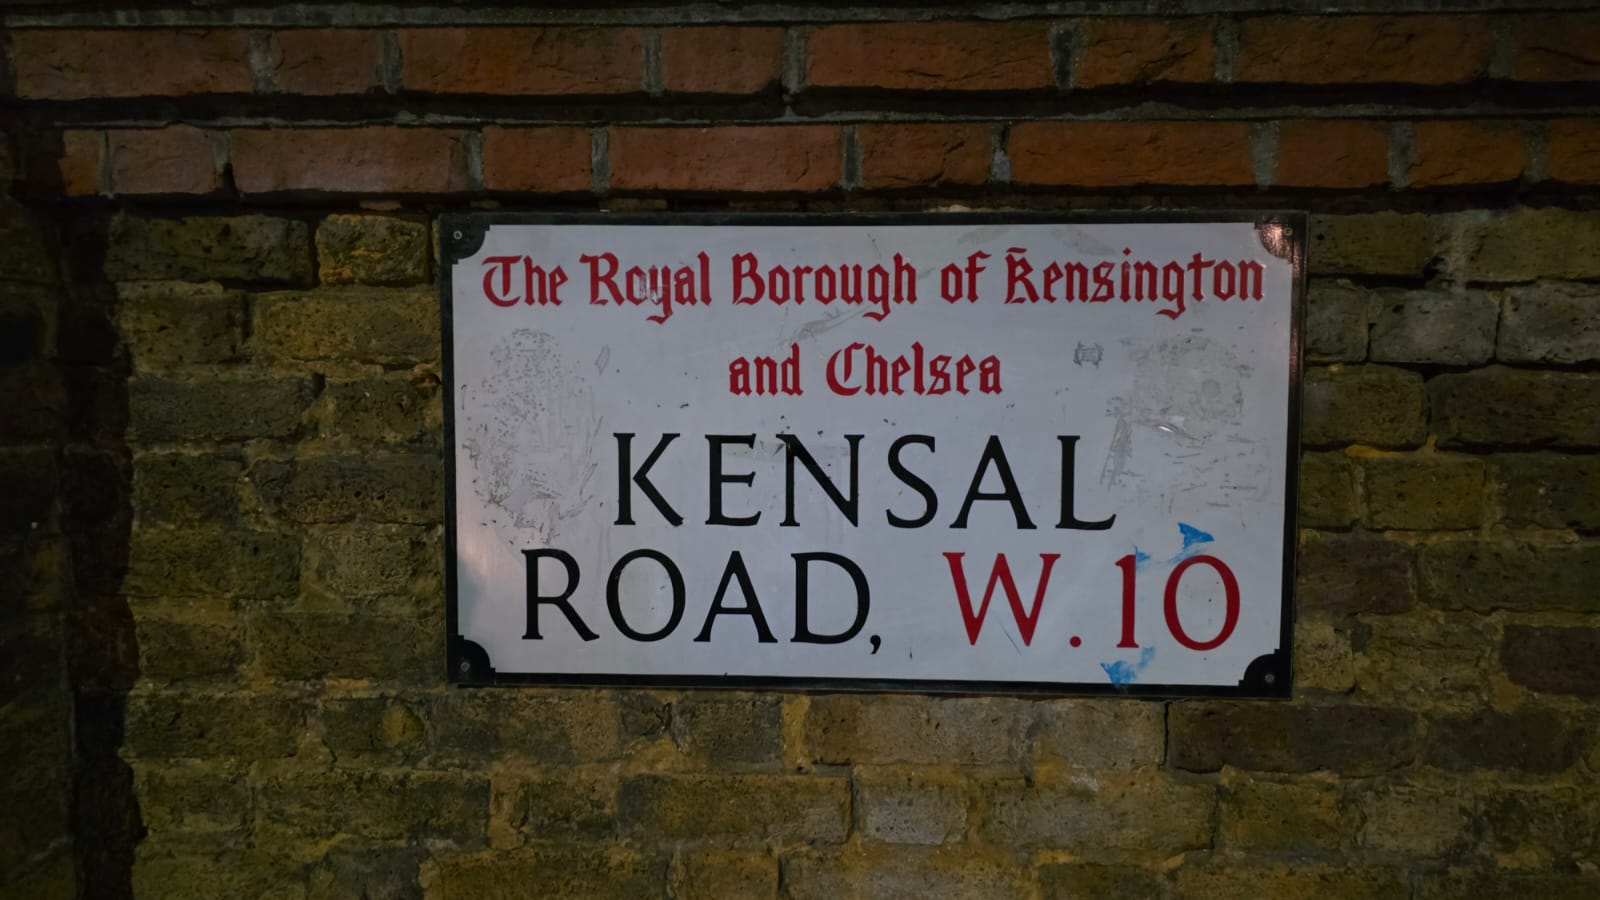 The Royal Borough of Kensington
and Chelsea
KENSAL
ROAD, W.10